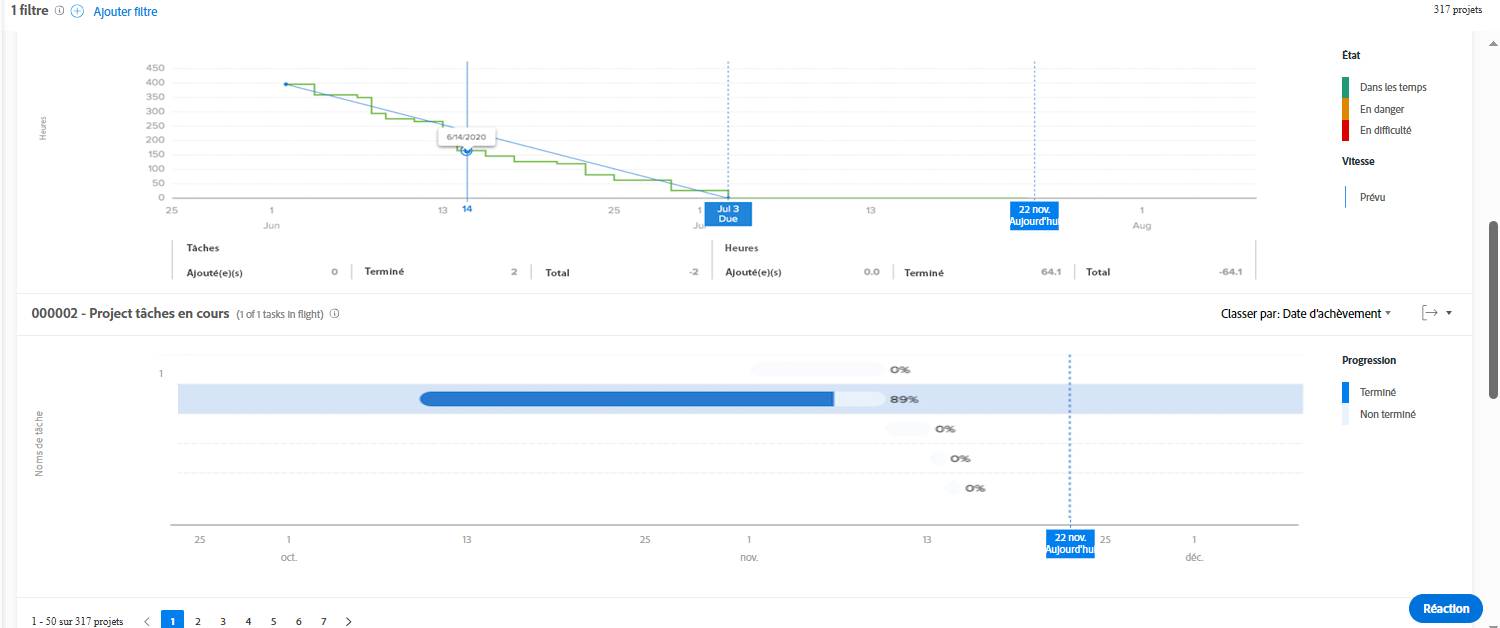 1 filtre Ajouter filtre 317 projets
État
450
400
350
300
250
200
150
100
50
0
Heures
Dans les temps
En danger
En difficulté
Vitesse
Prévu
6/14/2020
25 1 13 14 25 1 Jul 3 13 22 nov. 1
Jun Ju Due Aujourd'hui Aug
Tâches Heures
Ajouté(e)(s) 0 Terminé 2 Total -2 Ajouté(e)(s) 0.0 Terminé 64.1 Total -64.1
000002 - Project tâches en cours (1 of 1 tasks in flight) Classer par: Date d'achèvement
Progression
Terminé
Non terminé
Noms de tâche
1
0%
89%
0%
0%
0%
25 1 13 25 1 13 22 nov. 25 1
oct. nov. Aujourd'hui déc.
1 - 50 sur 317 projets < 1 2 3 4 5 6 7 >
Réaction